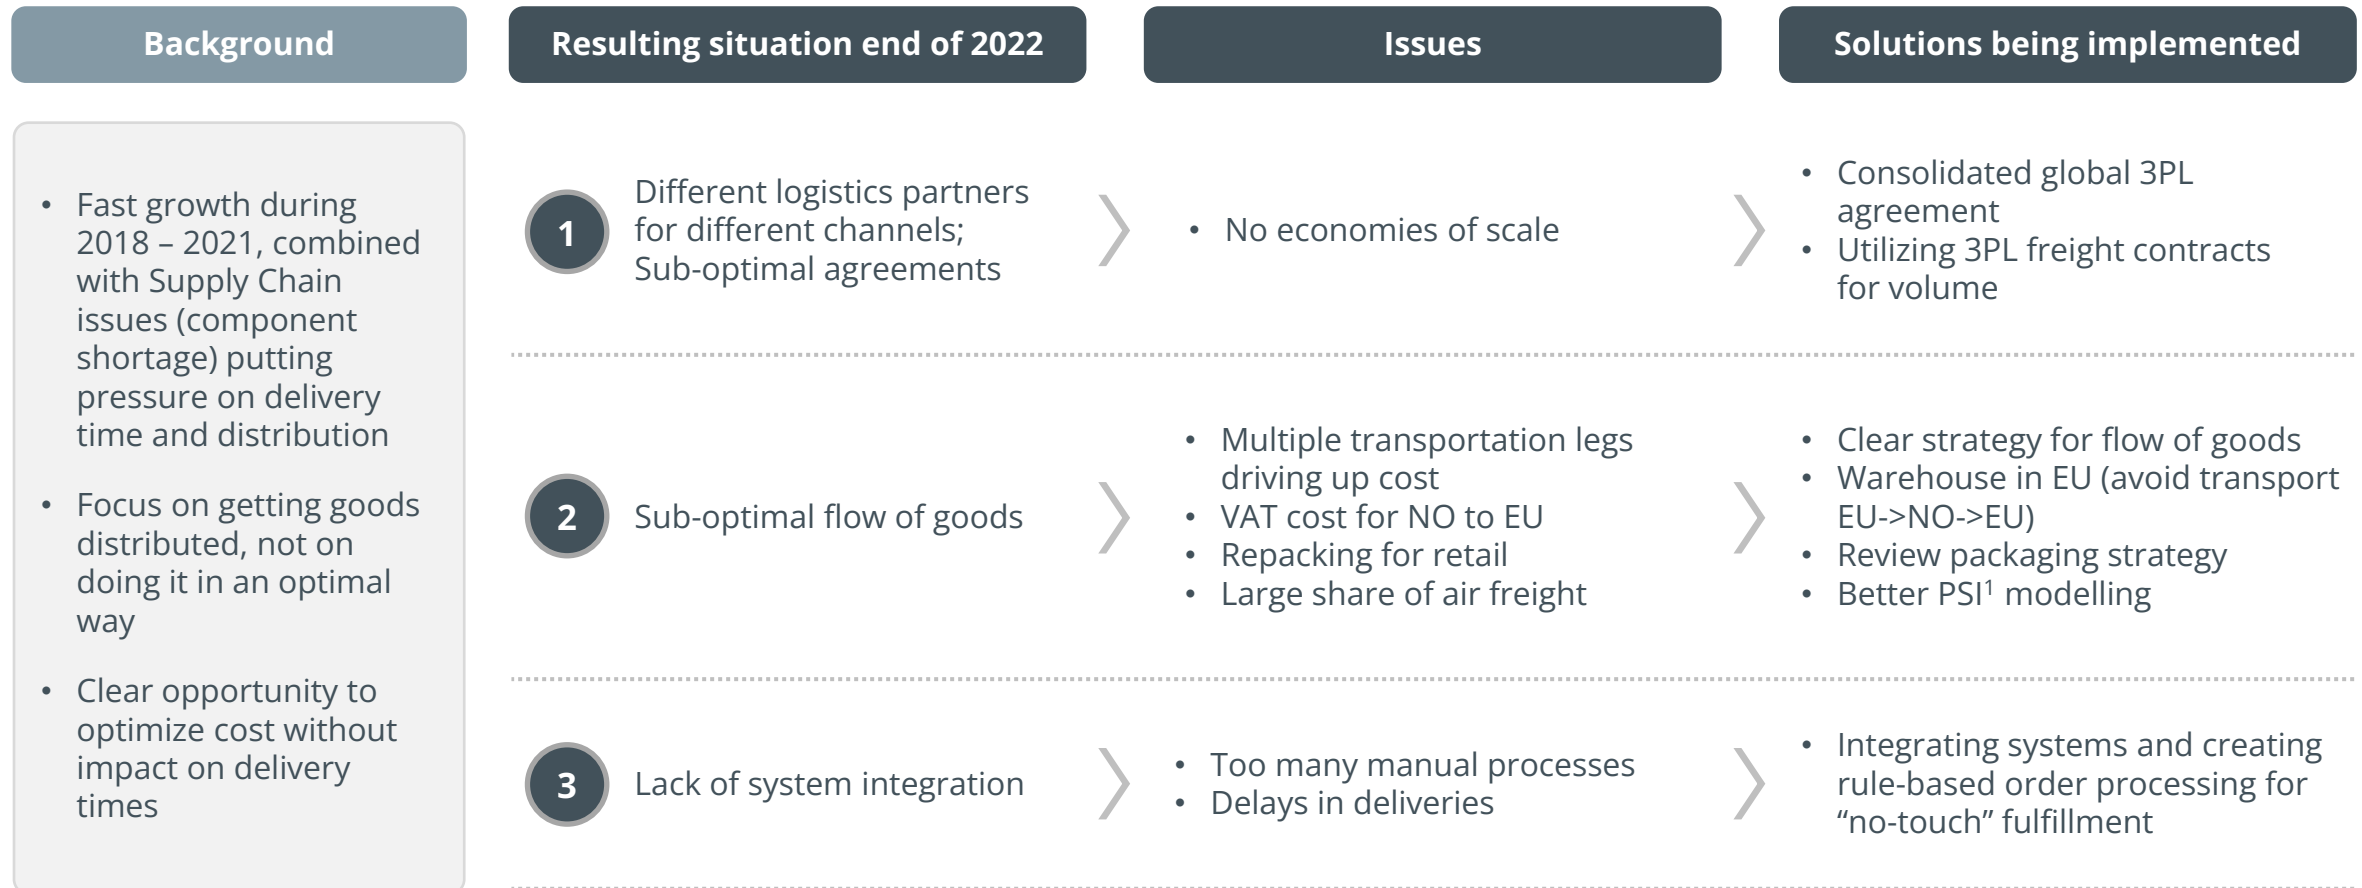 Background
Resulting situation end of 2022
Issues
Solutions being implemented
• Fast growth during
2018 – 2021, combined
with Supply Chain
issues (component
shortage) putting
pressure on delivery
time and distribution
• Focus on getting goods
distributed, not on
doing it in an optimal
way
• Clear opportunity to
optimize cost without
impact on delivery
times
1
Different logistics partners
for different channels;
Sub-optimal agreements
• No economies of scale
• Consolidated global 3PL
agreement
• Utilizing 3PL freight contracts
for volume
2
Sub-optimal flow of goods
• Multiple transportation legs
driving up cost
• VAT cost for NO to EU
• Repacking for retail
• Large share of air freight
• Clear strategy for flow of goods
• Warehouse in EU (avoid transport
EU->NO->EU)
• Review packaging strategy
• Better PSI¹ modelling
3
Lack of system integration
• Too many manual processes
• Delays in deliveries
• Integrating systems and creating
rule-based order processing for
“no-touch” fulfillment